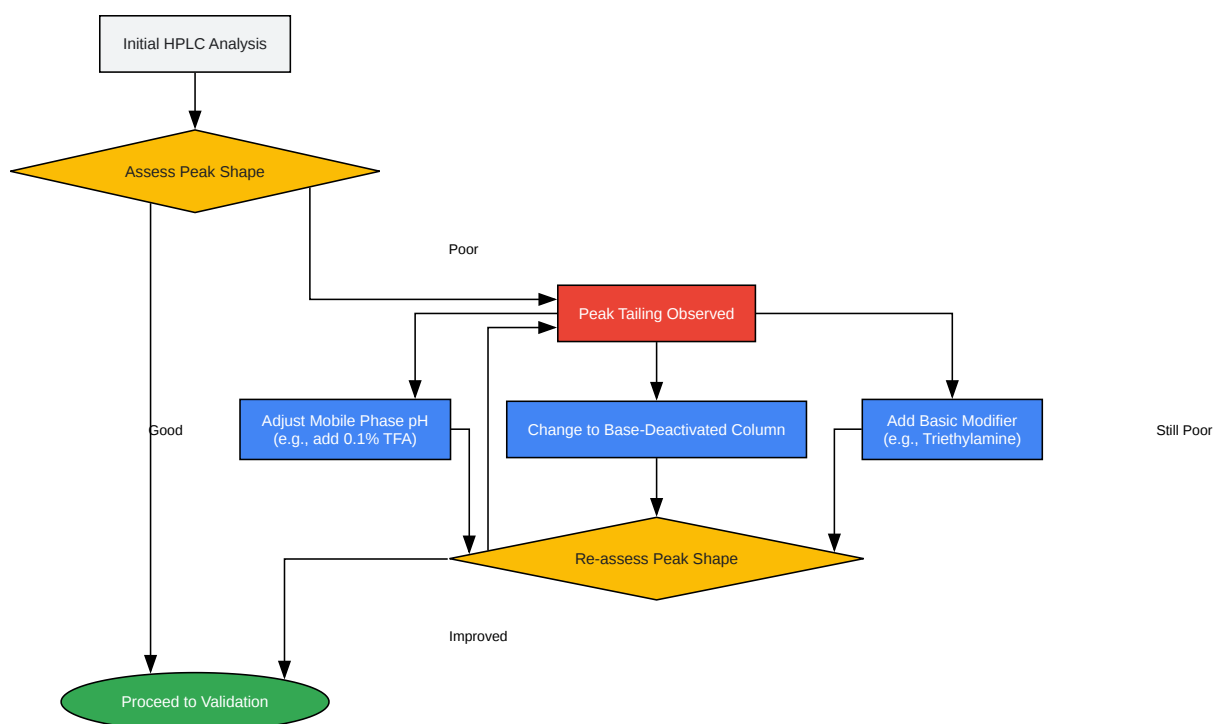 Initial HPLC Analysis
Assess Peak Shape
Poor
Peak Tailing Observed
Adjust Mobile Phase pH
(e.g., add 0.1% TFA)
Change to Base-Deactivated Column
Add Basic Modifier
(e.g., Triethylamine)
Good
Still Poor
Re-assess Peak Shape
Improved
Proceed to Validation